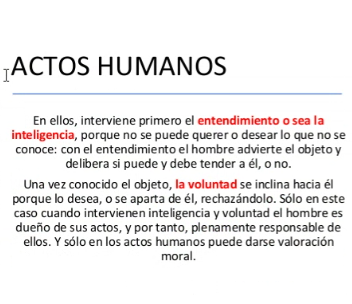 ACTOS HUMANOS
En ellos, interviene primero el entendimiento o sea la
inteligencia, porque no se puede querer o desear lo que no se
conoce: con el entendimiento el hombre advierte el objeto y
delibera si puede y debe tender a él, o no.
Una vez conocido el objeto, la voluntad se inclina hacia él
porque lo desea, o se aparta de él, rechazándolo. Sólo en este
caso cuando intervienen inteligencia y voluntad el hombre es
dueño de sus actos, y por tanto, plenamente responsable de
ellos. Y sólo en los actos humanos puede darse valoración
moral.